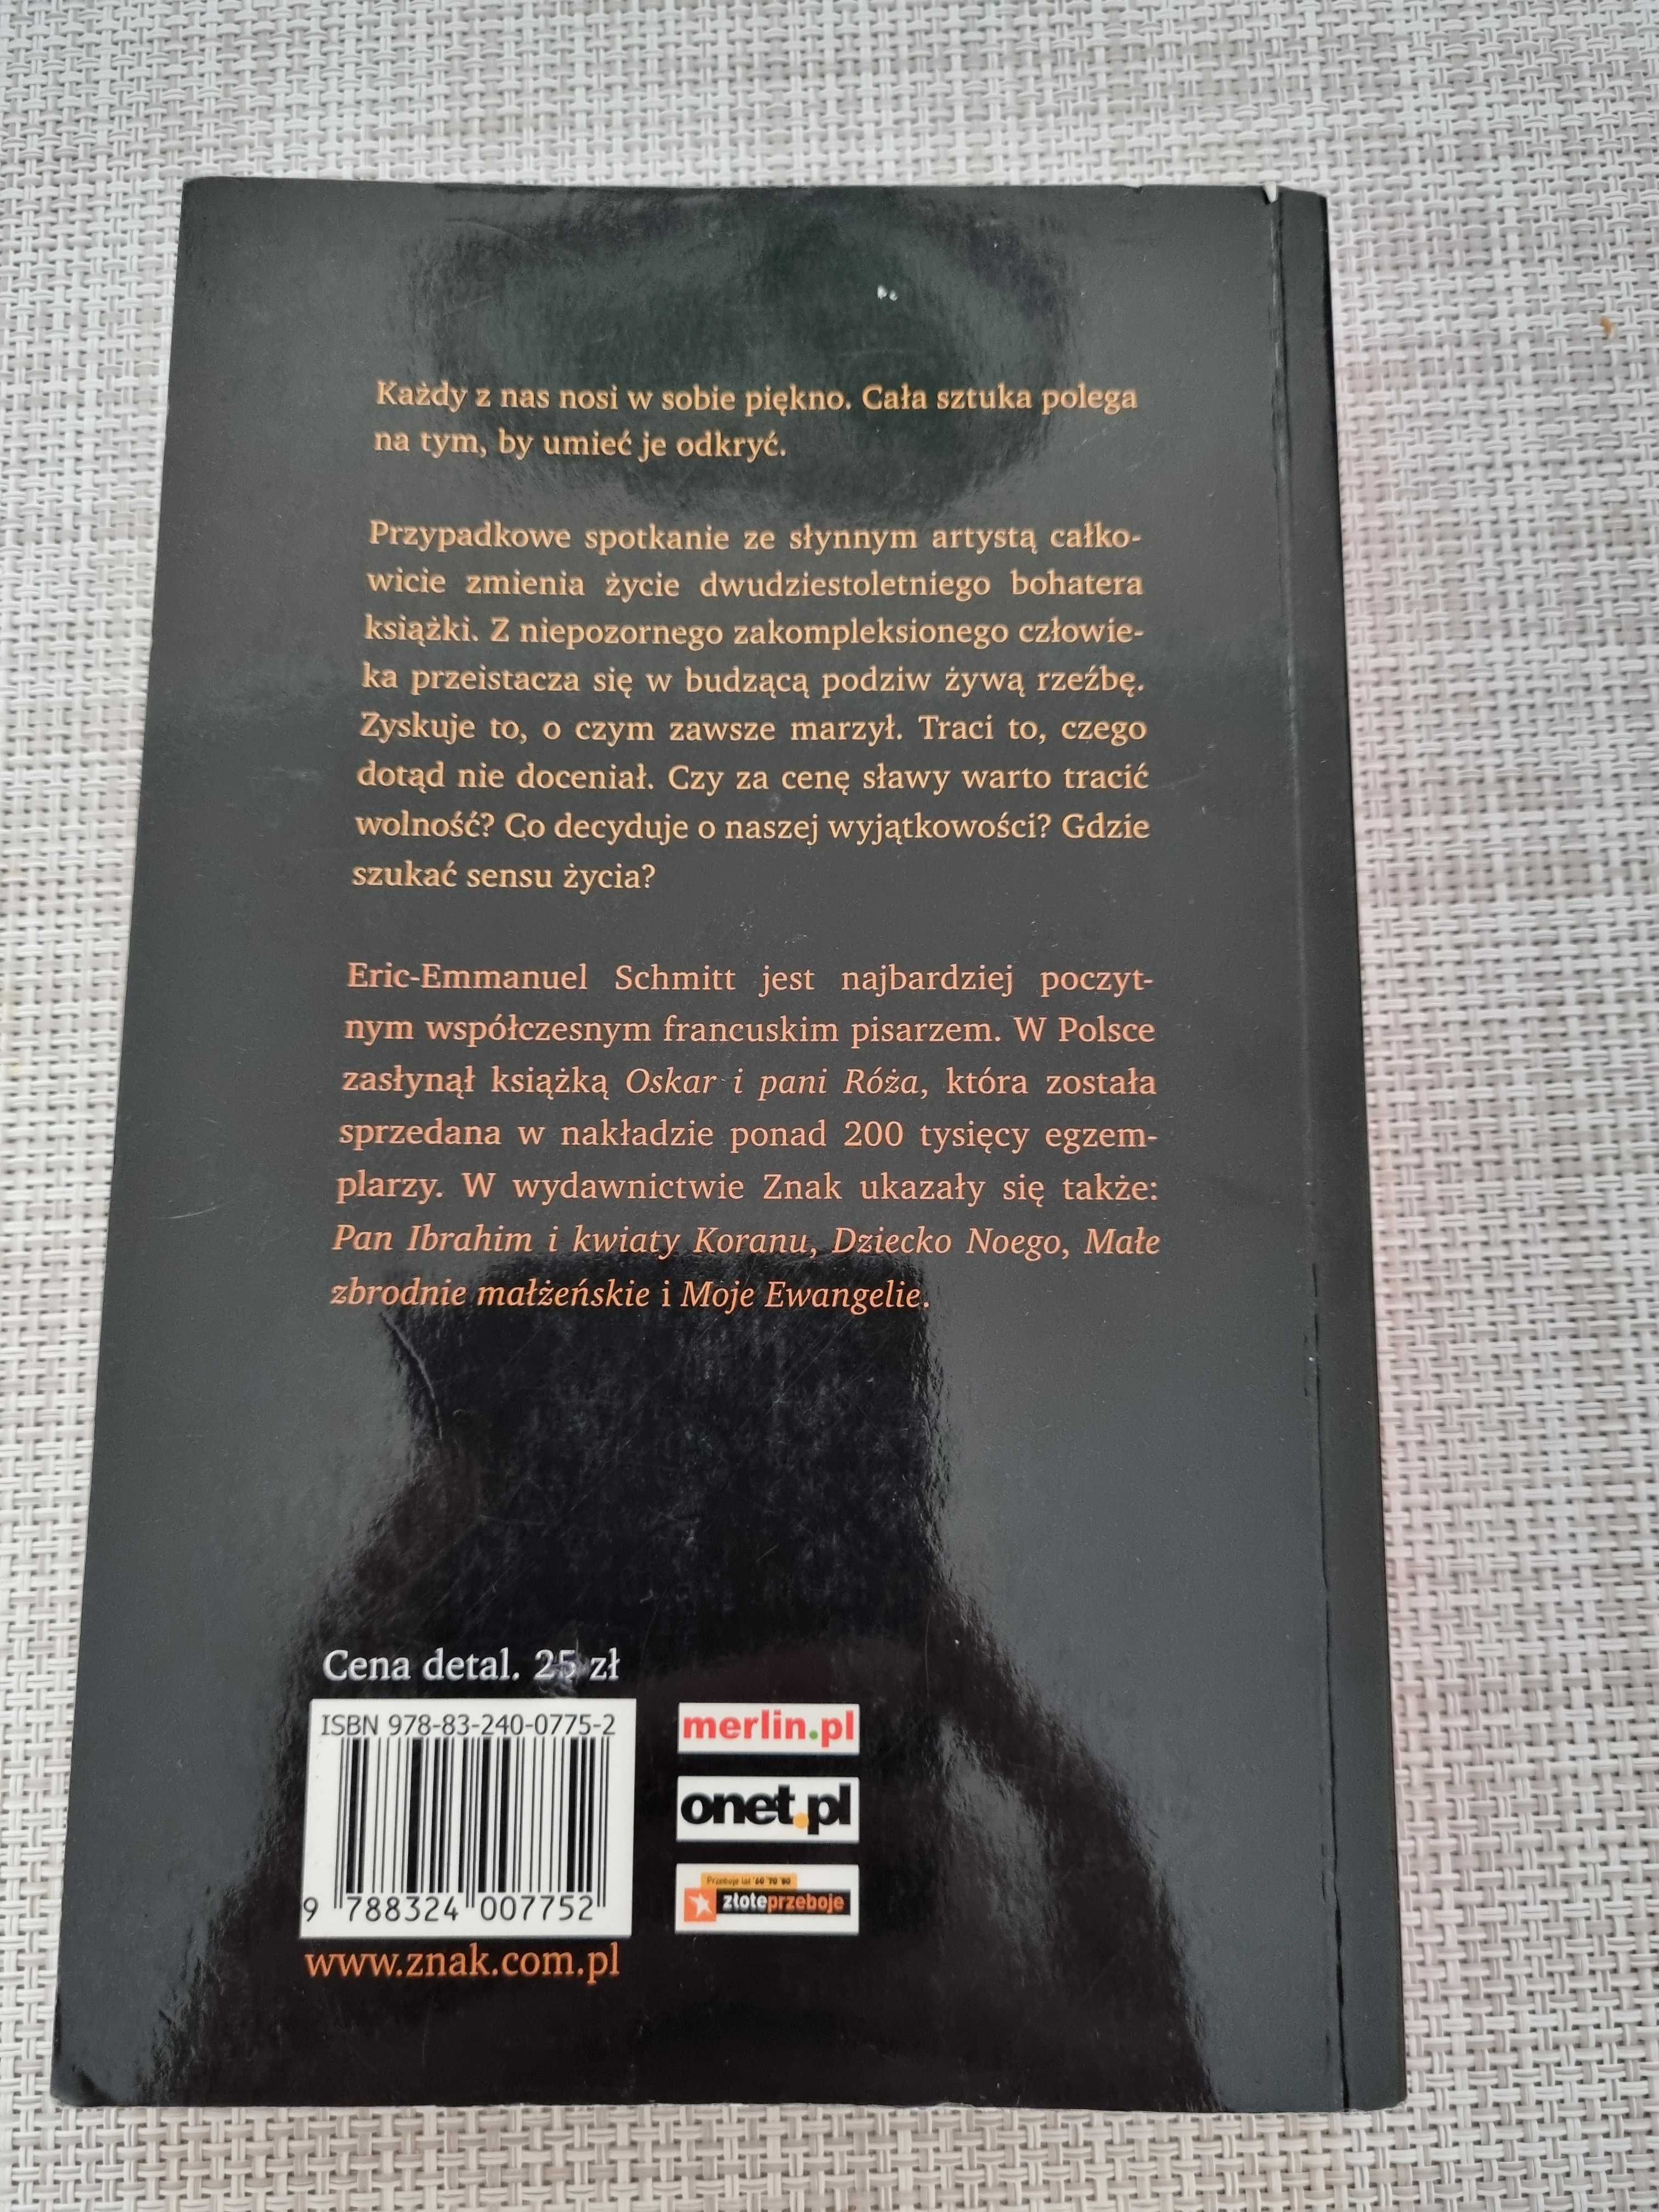 Każdy z nas nosi w sobie piękno. Cała sztuka polega
na tym, by umieć je odkryć.
Przypadkowe spotkanie ze słynnym artystą całko-
wicie zmienia życie dwudziestoletniego bohatera
książki. Z niepozornego zakompleksionego człowie-
ka przeistacza się w budzącą podziw żywą rzeźbę.
Zyskuje to, o czym zawsze marzył. Traci to, czego
dotąd nie doceniał. Czy za cenę sławy warto tracić
wolność? Co decyduje o naszej wyjątkowości? Gdzie
szukać sensu życia?
Eric-Emmanuel Schmitt jest najbardziej poczyt-
nym współczesnym francuskim pisarzem. W Polsce
zasłynął książką Oskar i pani Róża, która została
sprzedana w nakładzie ponad 200 tysięcy egzem-
plarzy. W wydawnictwie Znak ukazały się także:
Pan Ibrahim i kwiaty Koranu, Dziecko Noego, Małe
zbrodnie małżeńskie i Moje Ewangelie.
Cena detal. 25 zł
ISBN 978-83-240-0775-2
9 788324 007752
www.znak.com.pl
merlin.pl
onet.pl
Przeboje lat '60 '70 '80
złoteprzeboje